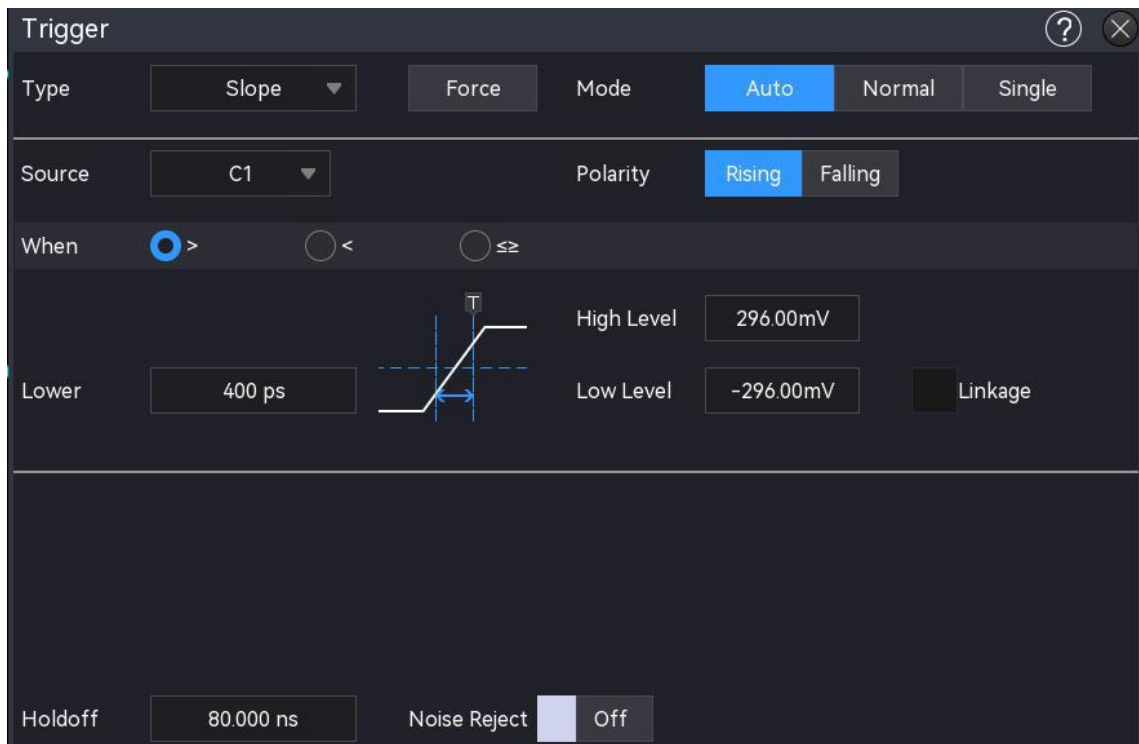 Trigger ?
Type Slope Force Mode Auto Normal Single
Source C1 Polarity Rising Falling
When > < ≤≥
T
High Level 296.00mV
Lower 400 ps Low Level -296.00mV Linkage
Holdoff 80.000 ns Noise Reject Off